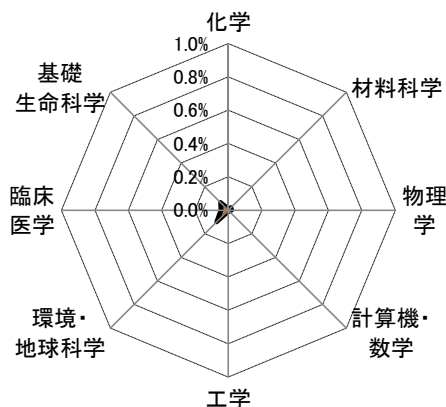 化学
1.0%
0.8%
0.6%
0.4%
0.2%
0.0%
材料科学
物理
学
計算機・
数学
工学
環境・
地球科学
臨床
医学
基礎
生命科学